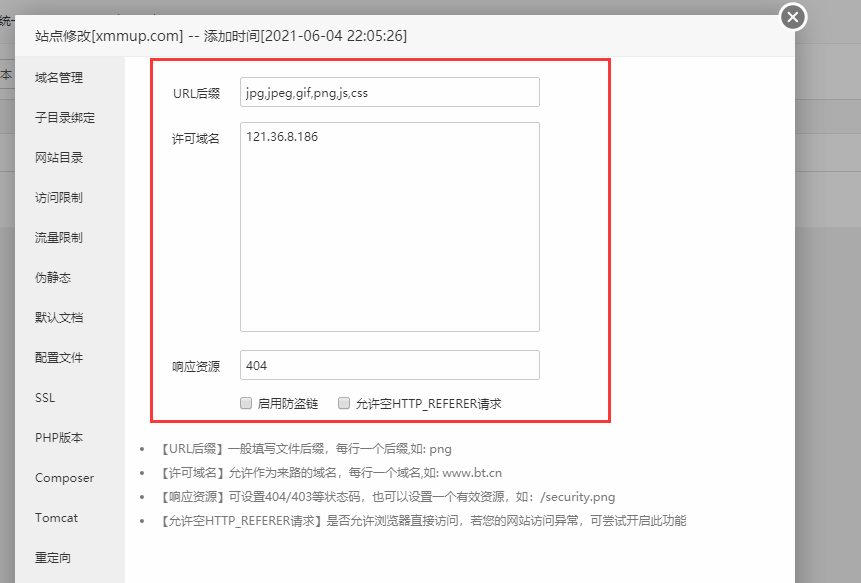 统一
站点修改[xmmup.com] -- 添加时间[2021-06-04 22:05:26]
本
域名管理
子目录绑定
网站目录
访问限制
流量限制
伪静态
默认文档
配置文件
SSL
PHP版本
Composer
Tomcat
重定向
URL后缀 jpg,jpeg,gif,png,js,css
许可域名 121.36.8.186
响应资源 404
启用防盗链 允许空HTTP_REFERER请求
【URL后缀】一般填写文件后缀，每行一个后缀,如: png
【许可域名】允许作为来路的域名，每行一个域名,如: www.bt.cn
【响应资源】可设置404/403等状态码，也可以设置一个有效资源，如：/security.png
【允许空HTTP_REFERER请求】是否允许浏览器直接访问，若您的网站访问异常，可尝试开启此功能